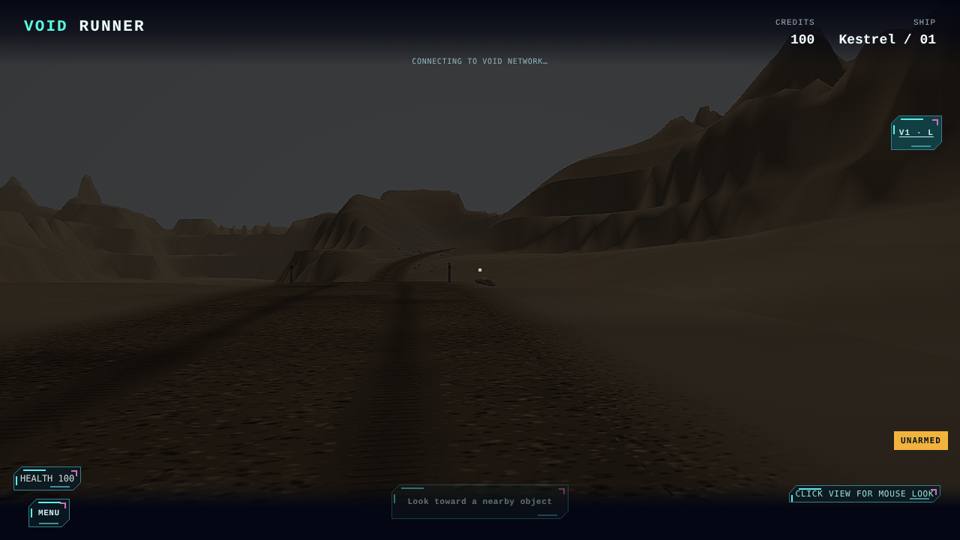 VOID RUNNER
CREDITS
100
SHIP
Kestrel / 01
CONNECTING TO VOID NETWORK…
V1 · L
UNARMED
HEALTH 100
MENU
Look toward a nearby object
CLICK VIEW FOR MOUSE LOOK